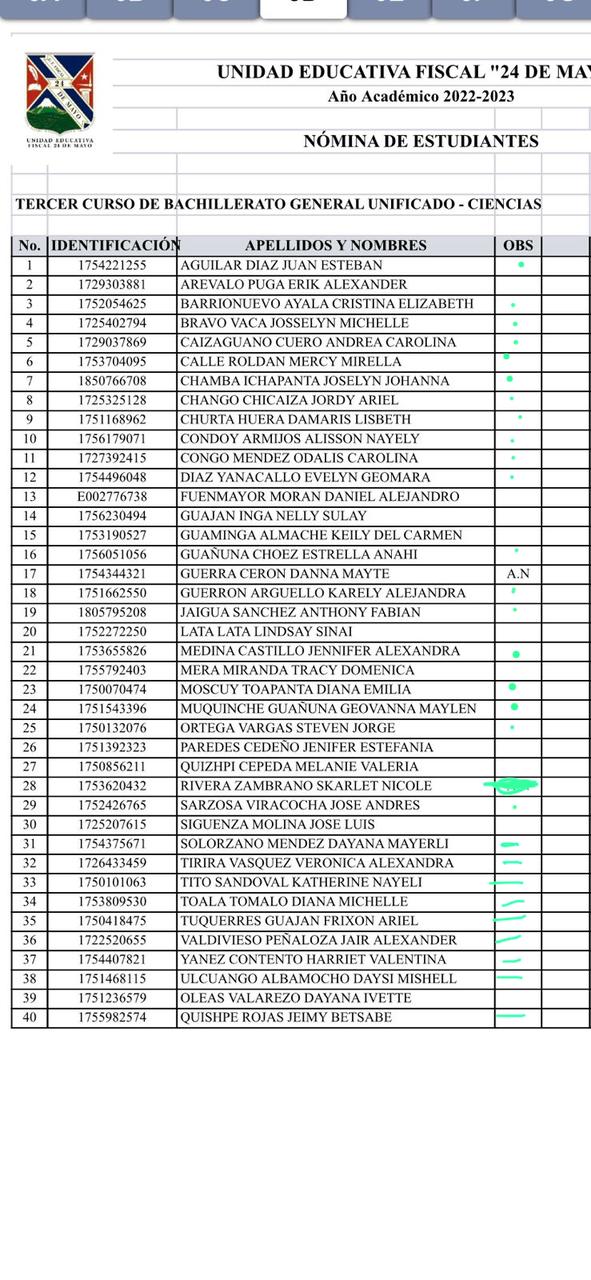 UNIDAD EDUCATIVA FISCAL "24 DE MAY
Año Académico 2022-2023
24
DE MAYO
UNIDAD EDUCATIVA
FISCAL 24 DE MAYO
NÓMINA DE ESTUDIANTES
TERCER CURSO DE BACHILLERATO GENERAL UNIFICADO - CIENCIAS
No. IDENTIFICACIÓN APELLIDOS Y NOMBRES OBS
1 1754221255 AGUILAR DIAZ JUAN ESTEBAN
2 1729303881 AREVALO PUGA ERIK ALEXANDER
3 1752054625 BARRIONUEVO AYALA CRISTINA ELIZABETH
4 1725402794 BRAVO VACA JOSSELYN MICHELLE
5 1729037869 CAIZAGUANO CUERO ANDREA CAROLINA
6 1753704095 CALLE ROLDAN MERCY MIRELLA
7 1850766708 CHAMBA ICHAPANTA JOSELYN JOHANNA
8 1725325128 CHANGO CHICAIZA JORDY ARIEL
9 1751168962 CHURTA HUERA DAMARIS LISBETH
10 1756179071 CONDOY ARMIJOS ALISSON NAYELY
11 1727392415 CONGO MENDEZ ODALIS CAROLINA
12 1754496048 DIAZ YANACALLO EVELYN GEOMARA
13 E002776738 FUENMAYOR MORAN DANIEL ALEJANDRO
14 1756230494 GUAJAN INGA NELLY SULAY
15 1753190527 GUAMINGA ALMACHE KEILY DEL CARMEN
16 1756051056 GUAÑUNA CHOEZ ESTRELLA ANAHI
17 1754344321 GUERRA CERON DANNA MAYTE A.N
18 1751662550 GUERRON ARGUELLO KARELY ALEJANDRA
19 1805795208 JAIGUA SANCHEZ ANTHONY FABIAN
20 1752272250 LATA LATA LINDSAY SINAI
21 1753655826 MEDINA CASTILLO JENNIFER ALEXANDRA
22 1755792403 MERA MIRANDA TRACY DOMENICA
23 1750070474 MOSCUY TOAPANTA DIANA EMILIA
24 1751543396 MUQUINCHE GUAÑUNA GEOVANNA MAYLEN
25 1750132076 ORTEGA VARGAS STEVEN JORGE
26 1751392323 PAREDES CEDEÑO JENIFER ESTEFANIA
27 1750856211 QUIZHPI CEPEDA MELANIE VALERIA
28 1753620432 RIVERA ZAMBRANO SKARLET NICOLE
29 1752426765 SARZOSA VIRACOCHA JOSE ANDRES
30 1725207615 SIGUENZA MOLINA JOSE LUIS
31 1754375671 SOLORZANO MENDEZ DAYANA MAYERLI
32 1726433459 TIRIRA VASQUEZ VERONICA ALEXANDRA
33 1750101063 TITO SANDOVAL KATHERINE NAYELI
34 1753809530 TOALA TOMALO DIANA MICHELLE
35 1750418475 TUQUERRES GUAJAN FRIXON ARIEL
36 1722520655 VALDIVIESO PEÑALOZA JAIR ALEXANDER
37 1754407821 YANEZ CONTENTO HARRIET VALENTINA
38 1751468115 ULCUANGO ALBAMOCHO DAYSI MISHELL
39 1751236579 OLEAS VALAREZO DAYANA IVETTE
40 1755982574 QUISHPE ROJAS JEIMY BETSABE